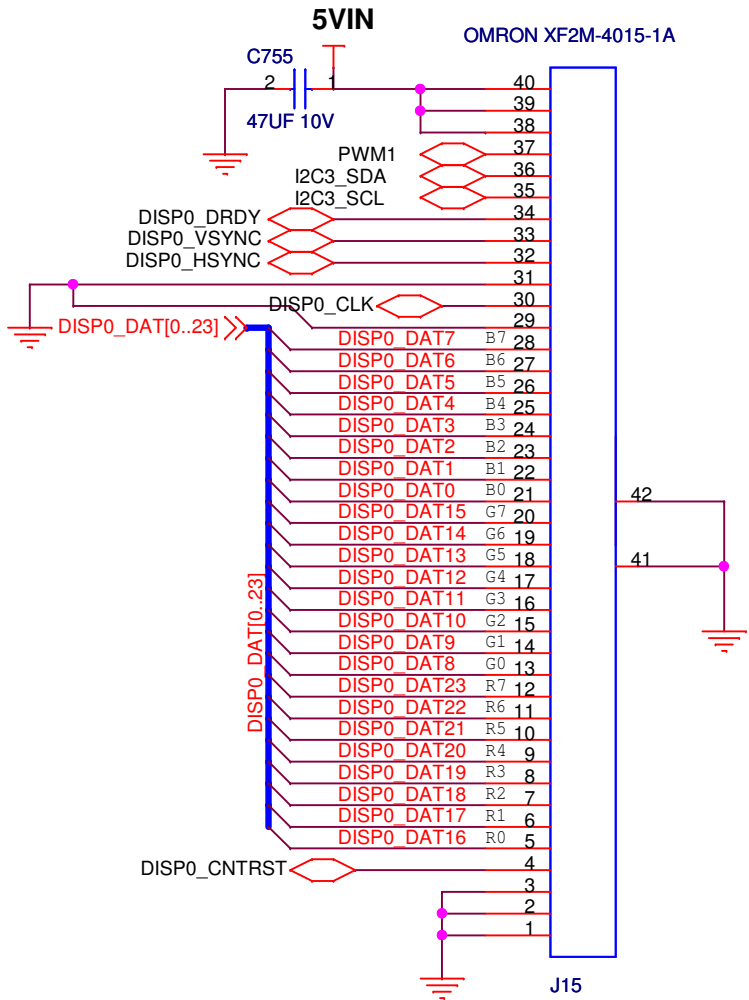 5VIN
OMRON XF2M-4015-1A
C755
2 1 40
39
47UF 10V
38
PWM1 37
I2C3_SDA 36
I2C3_SCL 35
DISP0_DRDY 34
DISP0_VSYNC 33
DISP0_HSYNC 32
31
DISP0_CLK 30
29
DISP0_DAT[0..23]
DISP0_DAT7 B7 28
DISP0_DAT6 B6 27
DISP0_DAT5 B5 26
DISP0_DAT4 B4 25
DISP0_DAT3 B3 24
DISP0_DAT2 B2 23
DISP0_DAT1 B1 22
DISP0_DAT0 B0 21
42
DISP0_DAT15 G7 20
DISP0_DAT14 G6 19
DISP0_DAT13 G5 18
41
DISP0_DAT12 G4 17
DISP0_DAT11 G3 16
DISP0_DAT10 G2 15
DISP0_DAT9 G1 14
DISP0_DAT8 G0 13
DISP0_DAT[0..23]
DISP0_DAT23 R7 12
DISP0_DAT22 R6 11
DISP0_DAT21 R5 10
DISP0_DAT20 R4 9
DISP0_DAT19 R3 8
DISP0_DAT18 R2 7
DISP0_DAT17 R1 6
DISP0_DAT16 R0 5
DISP0_CNTRST 4
3
2
1
J15